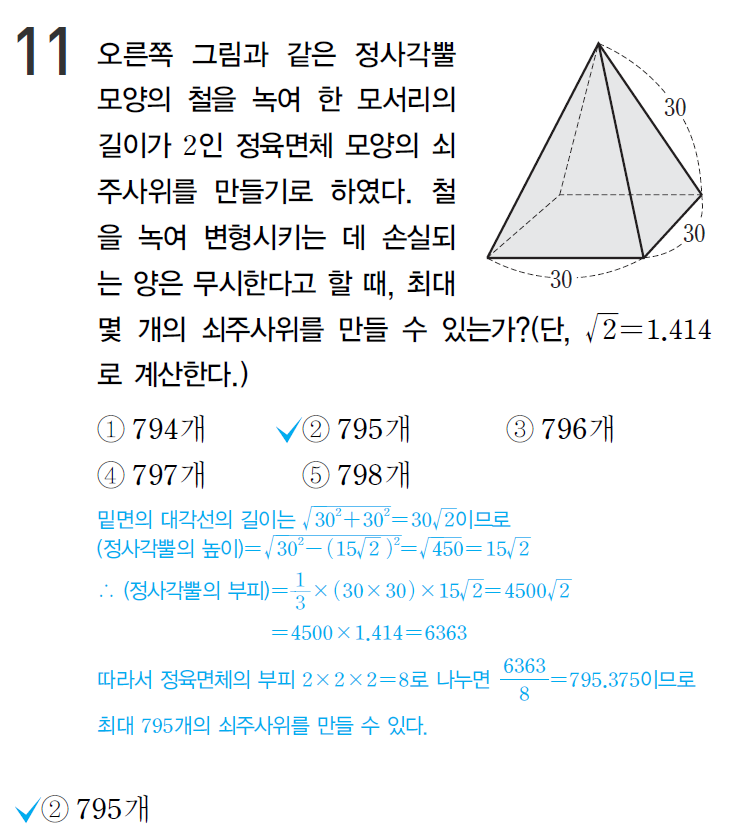 11
오른쪽 그림과 같은 정사각뿔
모양의 철을 녹여 한 모서리의
길이가 2인 정육면체 모양의 쇠
주사위를 만들기로 하였다. 철
을 녹여 변형시키는 데 손실되
는 양은 무시한다고 할 때, 최대
몇 개의 쇠주사위를 만들 수 있는가?(단, √2=1.414
로 계산한다.)
30
30
30
① 794개 ✓② 795개 ③ 796개
④ 797개 ⑤ 798개
밑면의 대각선의 길이는 √(30²+30²)=30√2이므로
(정사각뿔의 높이)=√(30²-(15√2)²)=√450=15√2
∴ (정사각뿔의 부피)=1/3×(30×30)×15√2=4500√2
=4500×1.414=6363
따라서 정육면체의 부피 2×2×2=8로 나누면 6363/8=795.375이므로
최대 795개의 쇠주사위를 만들 수 있다.
✓② 795개